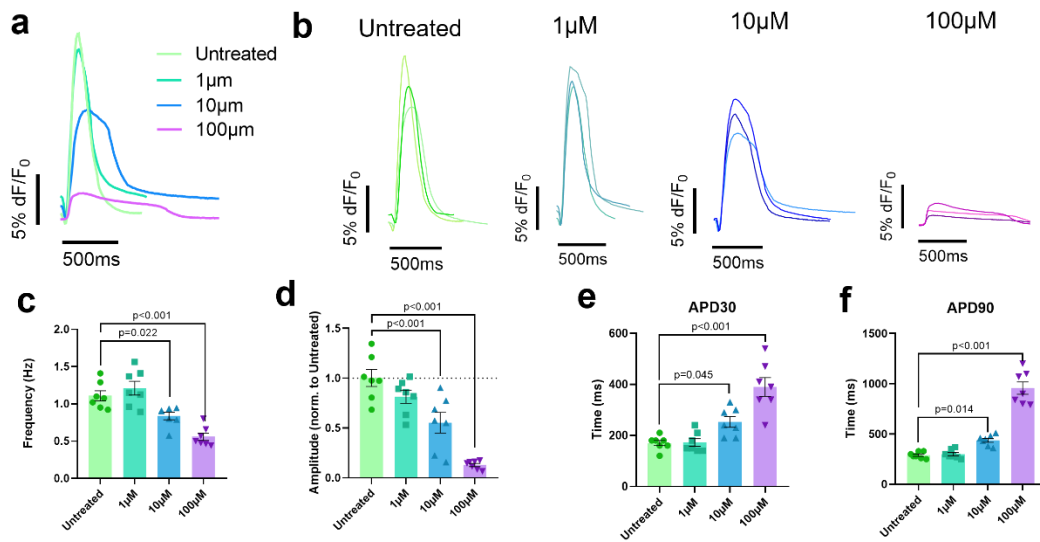 a
Untreated
1µm
10µm
100µm
5% dF/F0
500ms
b
Untreated
1µM
10µM
100µM
5% dF/F0
500ms
5% dF/F0
500ms
5% dF/F0
500ms
5% dF/F0
500ms
c
p<0.001
p=0.022
Frequency (Hz)
2.0
1.5
1.0
0.5
0.0
Untreated
1µM
10µM
100µM
d
p<0.001
p<0.001
Amplitude (norm. to Untreated)
1.5
1.0
0.5
0.0
Untreated
1µM
10µM
100µM
e
APD30
p<0.001
p=0.045
Time (ms)
600
400
200
0
Untreated
1µM
10µM
100µM
f
APD90
p<0.001
p=0.014
Time (ms)
1500
1000
500
0
Untreated
1µM
10µM
100µM